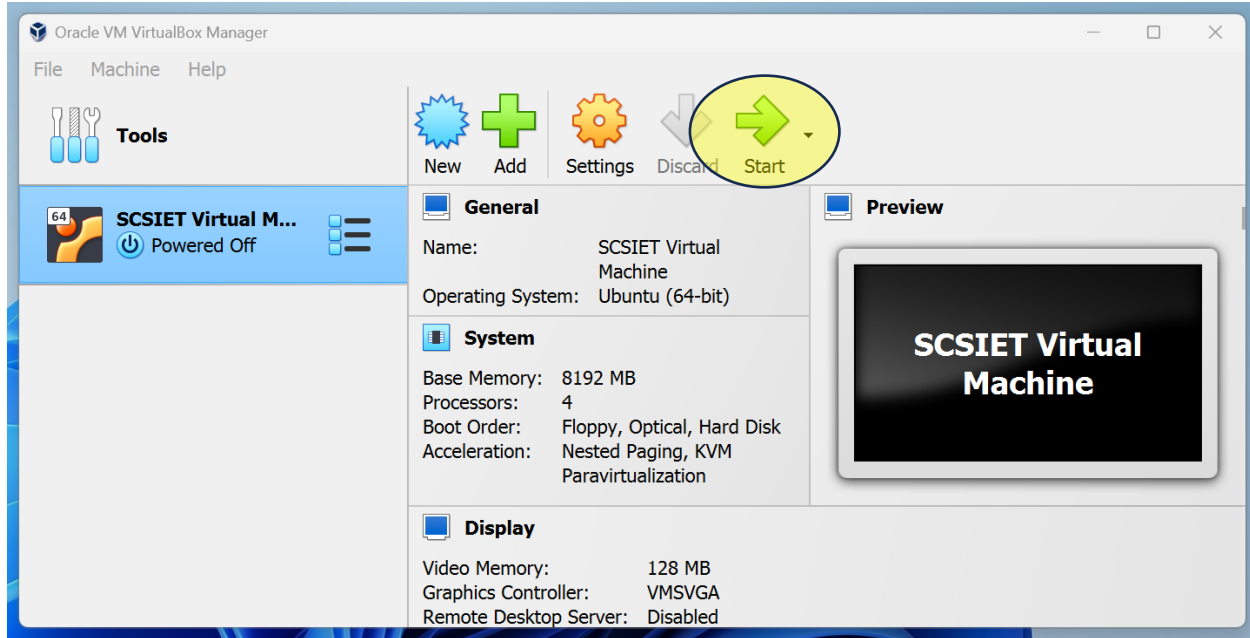 Oracle VM VirtualBox Manager
File Machine Help
Tools
New Add Settings Discard Start
64
SCSIET Virtual M...
Powered Off
General
Name: SCSIET Virtual
Machine
Operating System: Ubuntu (64-bit)
System
Base Memory: 8192 MB
Processors: 4
Boot Order: Floppy, Optical, Hard Disk
Acceleration: Nested Paging, KVM
Paravirtualization
Display
Video Memory: 128 MB
Graphics Controller: VMSVGA
Remote Desktop Server: Disabled
Preview
SCSIET Virtual
Machine